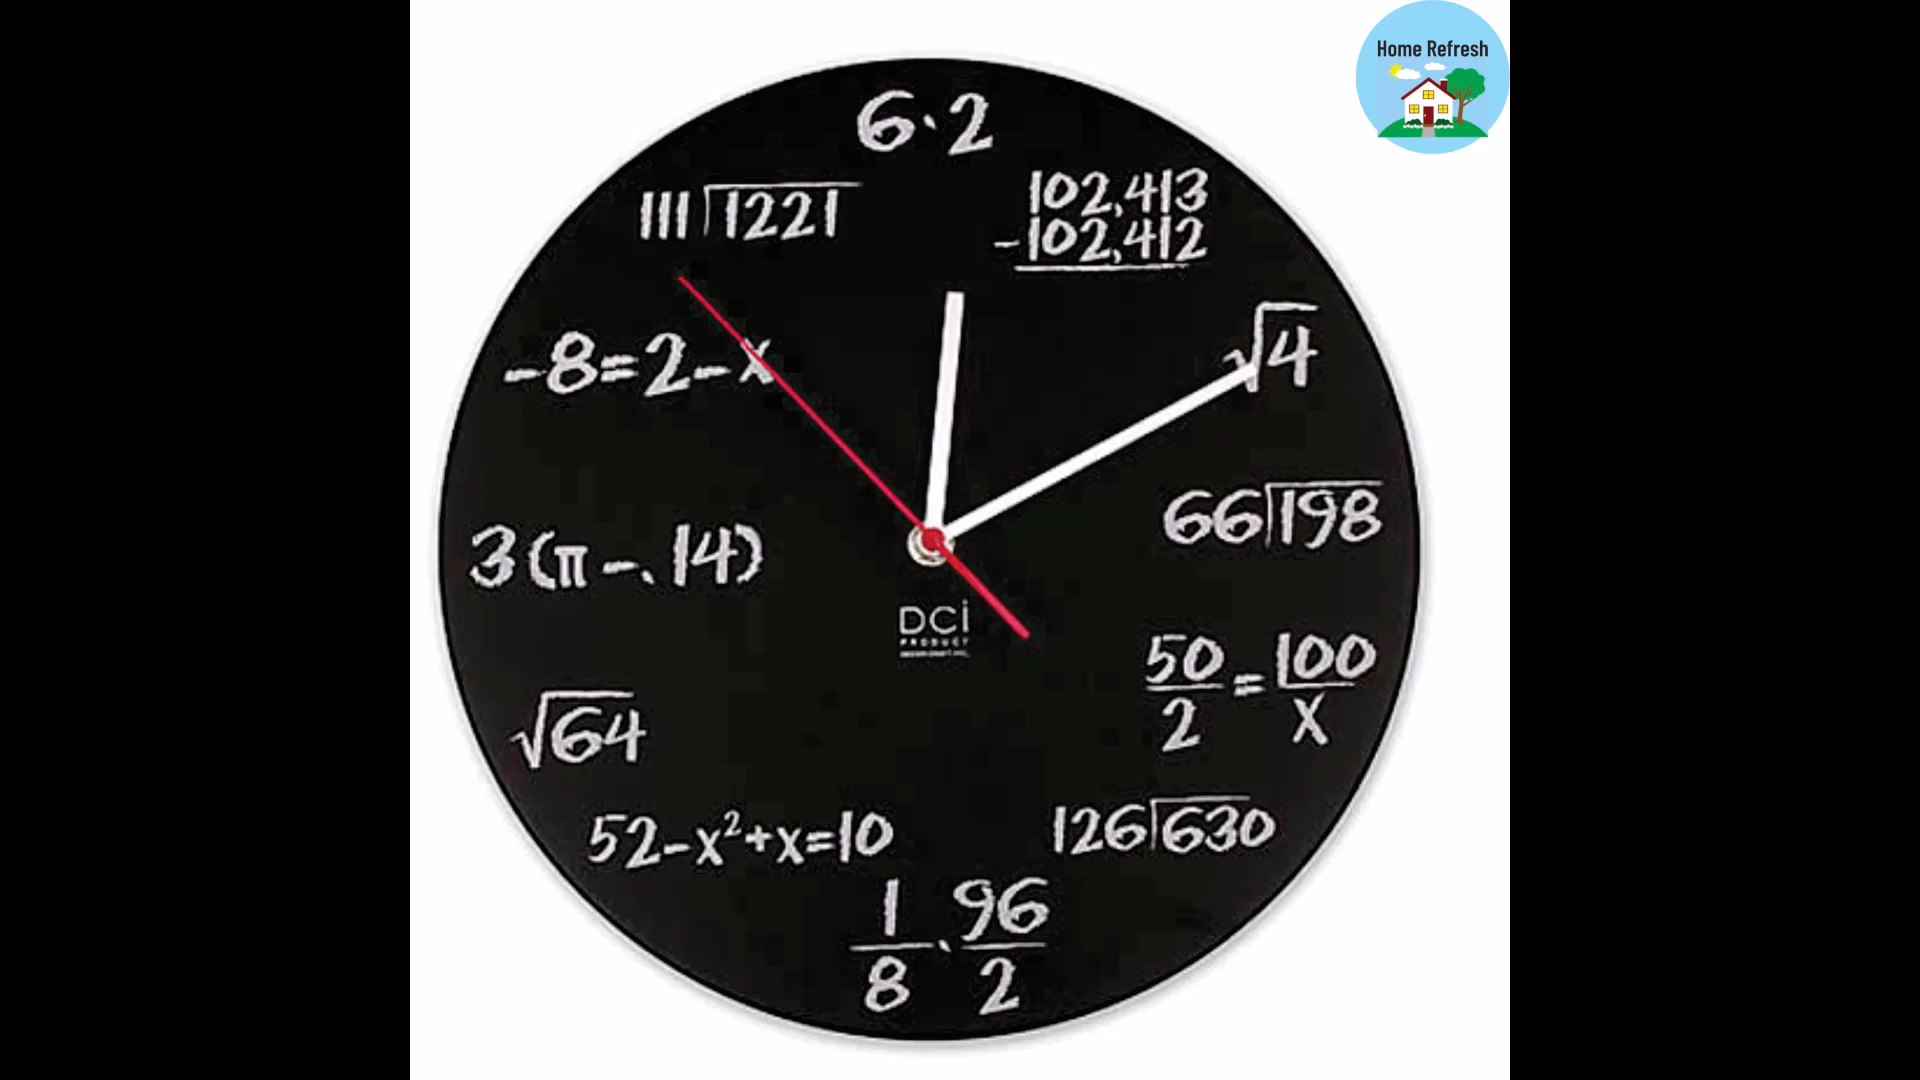 Home Refresh
6·2
102,413
-102,412
√4
66⟌198
50/2 = 100/x
126⟌630
1/8 · 96/2
52-x²+x=10
√64
3(π-.14)
-8=2-x
111⟌1221
DCI
PRODUCT